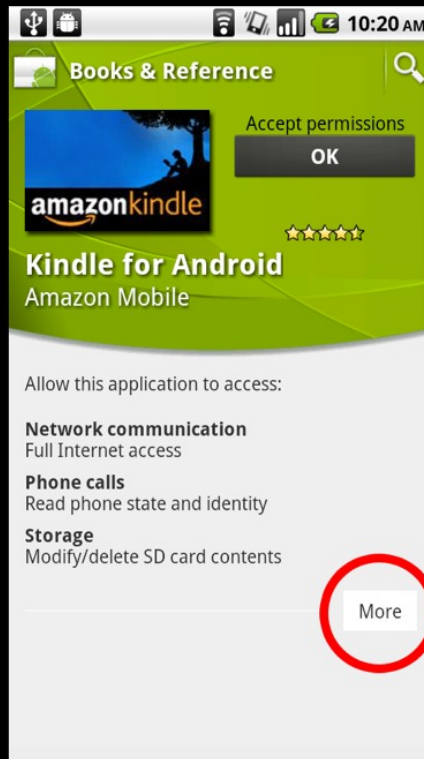 10:20 AM
Books & Reference
Accept permissions
OK
amazonkindle
Kindle for Android
Amazon Mobile
Allow this application to access:
Network communication
Full Internet access
Phone calls
Read phone state and identity
Storage
Modify/delete SD card contents
More